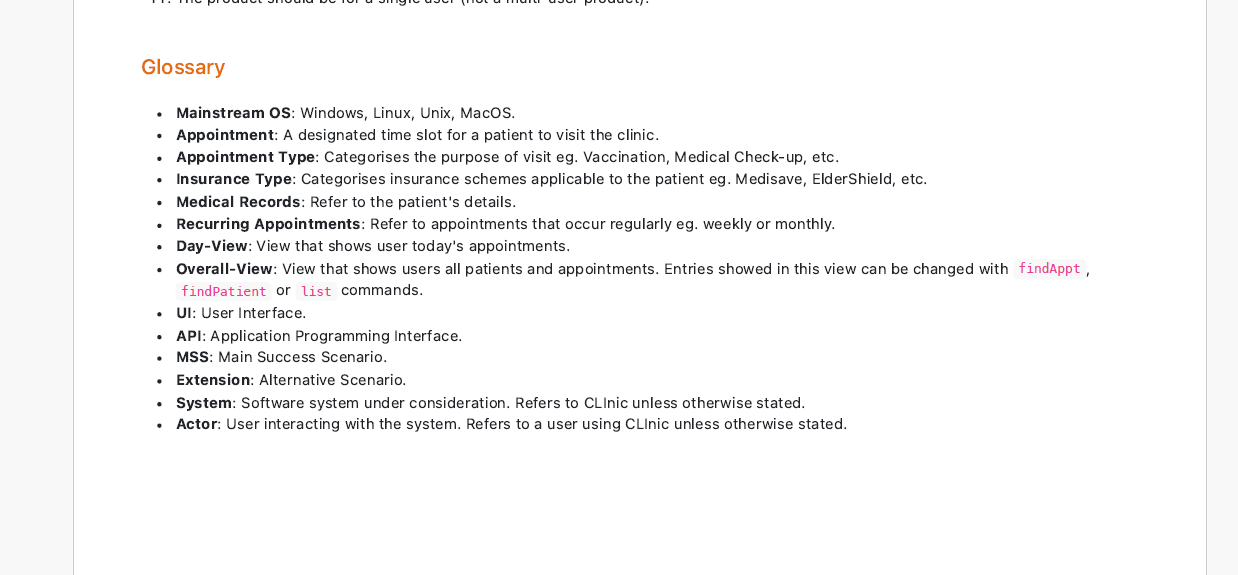 11. The product should be for a single user (not a multi-user product).
Glossary
• Mainstream OS: Windows, Linux, Unix, MacOS.
• Appointment: A designated time slot for a patient to visit the clinic.
• Appointment Type: Categorises the purpose of visit eg. Vaccination, Medical Check-up, etc.
• Insurance Type: Categorises insurance schemes applicable to the patient eg. Medisave, ElderShield, etc.
• Medical Records: Refer to the patient's details.
• Recurring Appointments: Refer to appointments that occur regularly eg. weekly or monthly.
• Day-View: View that shows user today's appointments.
• Overall-View: View that shows users all patients and appointments. Entries showed in this view can be changed with findAppt,
findPatient or list commands.
• UI: User Interface.
• API: Application Programming Interface.
• MSS: Main Success Scenario.
• Extension: Alternative Scenario.
• System: Software system under consideration. Refers to CLInic unless otherwise stated.
• Actor: User interacting with the system. Refers to a user using CLInic unless otherwise stated.